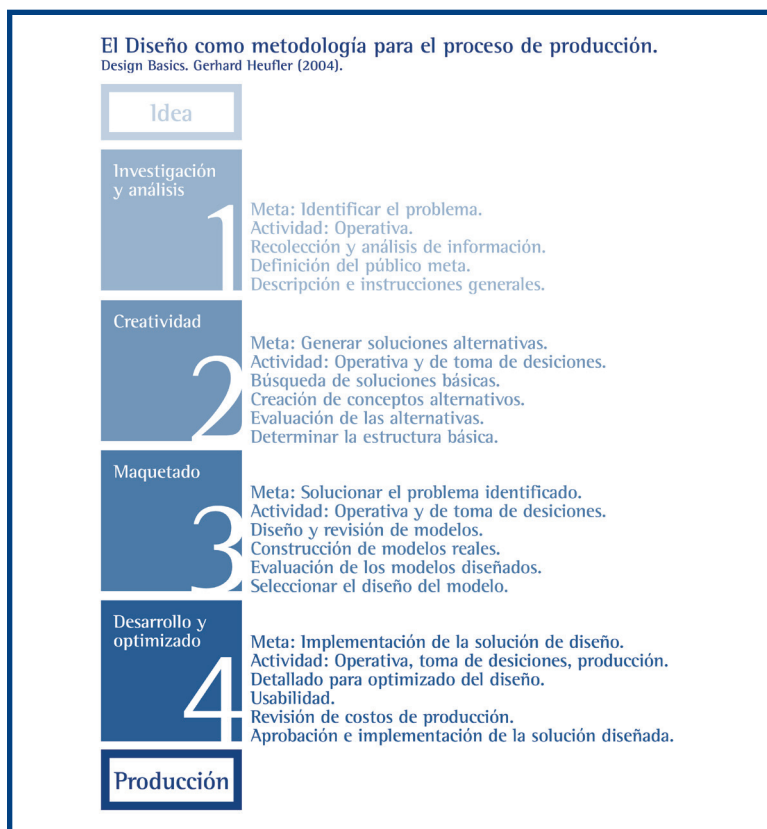 El Diseño como metodología para el proceso de producción.
Design Basics. Gerhard Heufler (2004).
Idea
Investigación
y análisis
1
Meta: Identificar el problema.
Actividad: Operativa.
Recolección y análisis de información.
Definición del público meta.
Descripción e instrucciones generales.
Creatividad
2
Meta: Generar soluciones alternativas.
Actividad: Operativa y de toma de desiciones.
Búsqueda de soluciones básicas.
Creación de conceptos alternativos.
Evaluación de las alternativas.
Determinar la estructura básica.
Maquetado
3
Meta: Solucionar el problema identificado.
Actividad: Operativa y de toma de desiciones.
Diseño y revisión de modelos.
Construcción de modelos reales.
Evaluación de los modelos diseñados.
Seleccionar el diseño del modelo.
Desarrollo y
optimizado
4
Meta: Implementación de la solución de diseño.
Actividad: Operativa, toma de desiciones, producción.
Detallado para optimizado del diseño.
Usabilidad.
Revisión de costos de producción.
Aprobación e implementación de la solución diseñada.
Producción